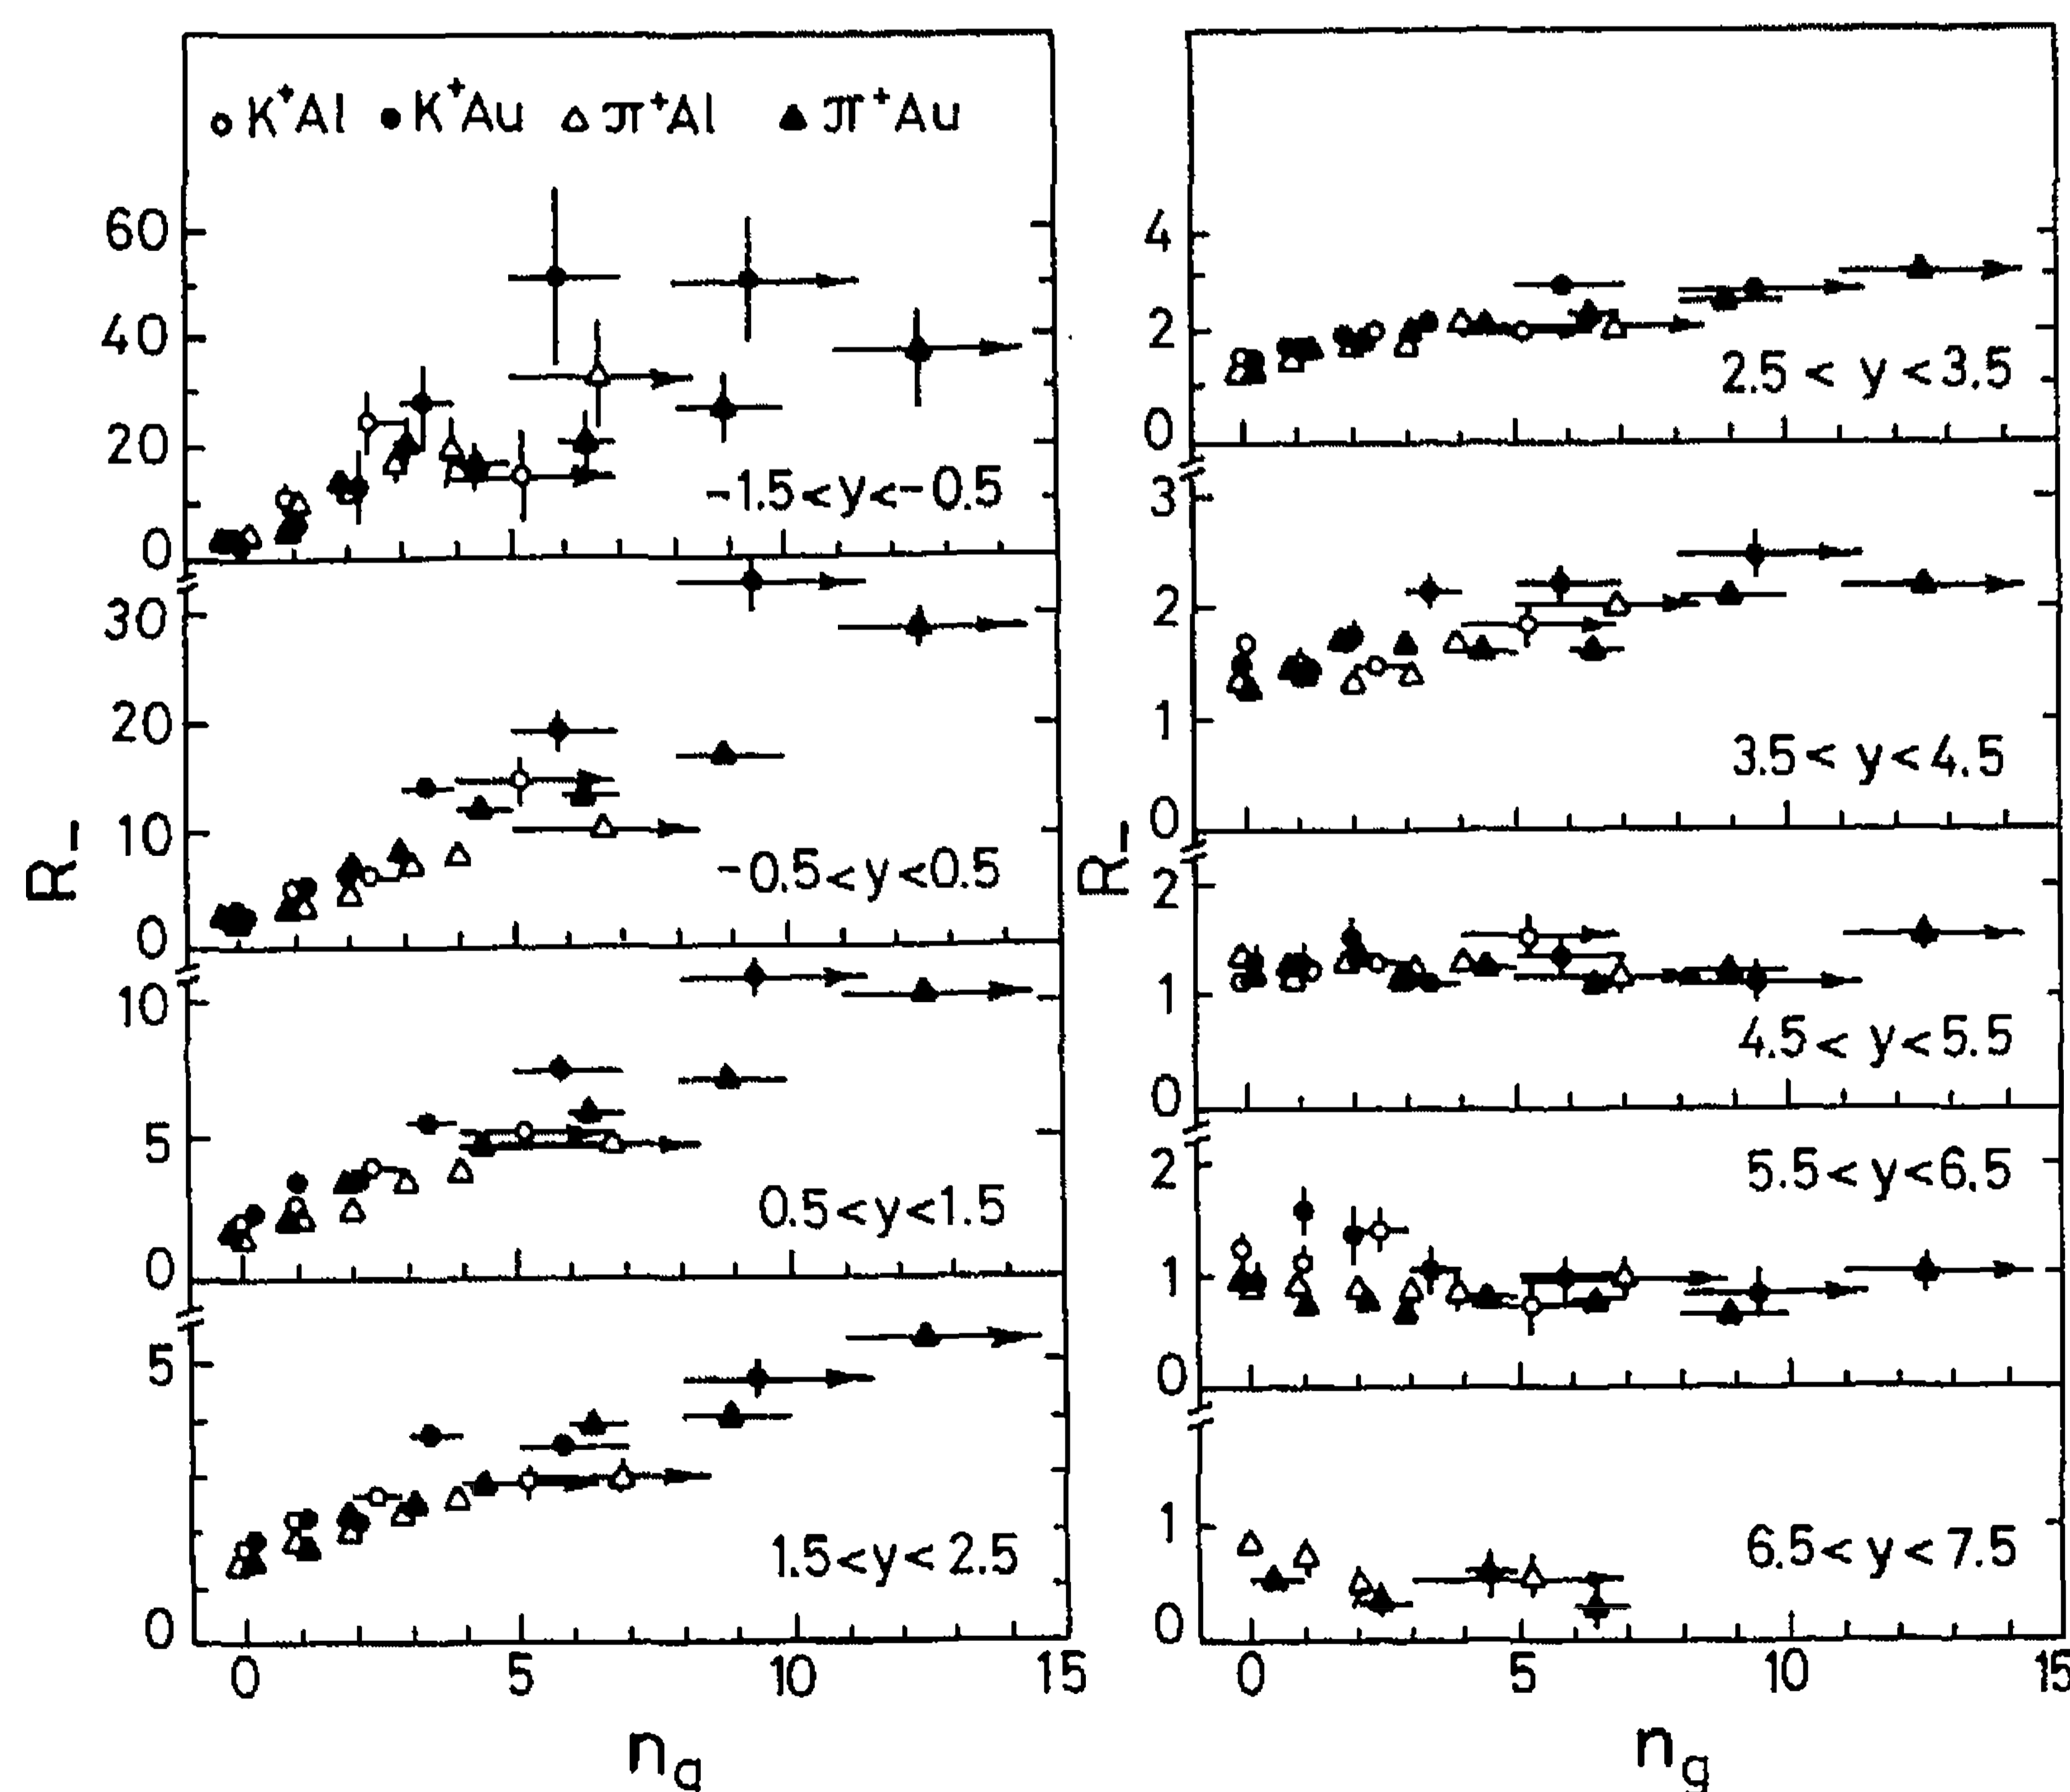 K⁺Al K⁺Au π⁺Al π⁺Au
60
40
20
0
-1.5<y<-0.5
30
20
10
0
-0.5<y<0.5
10
5
0
0.5<y<1.5
5
0
1.5<y<2.5
0 5 10 15
R_
n_g
4
2
0
2.5 < y < 3.5
3
2
1
0
3.5 < y < 4.5
2
1
0
4.5 < y < 5.5
2
1
0
5.5 < y < 6.5
1
0
6.5 < y < 7.5
0 5 10 15
R_
n_g